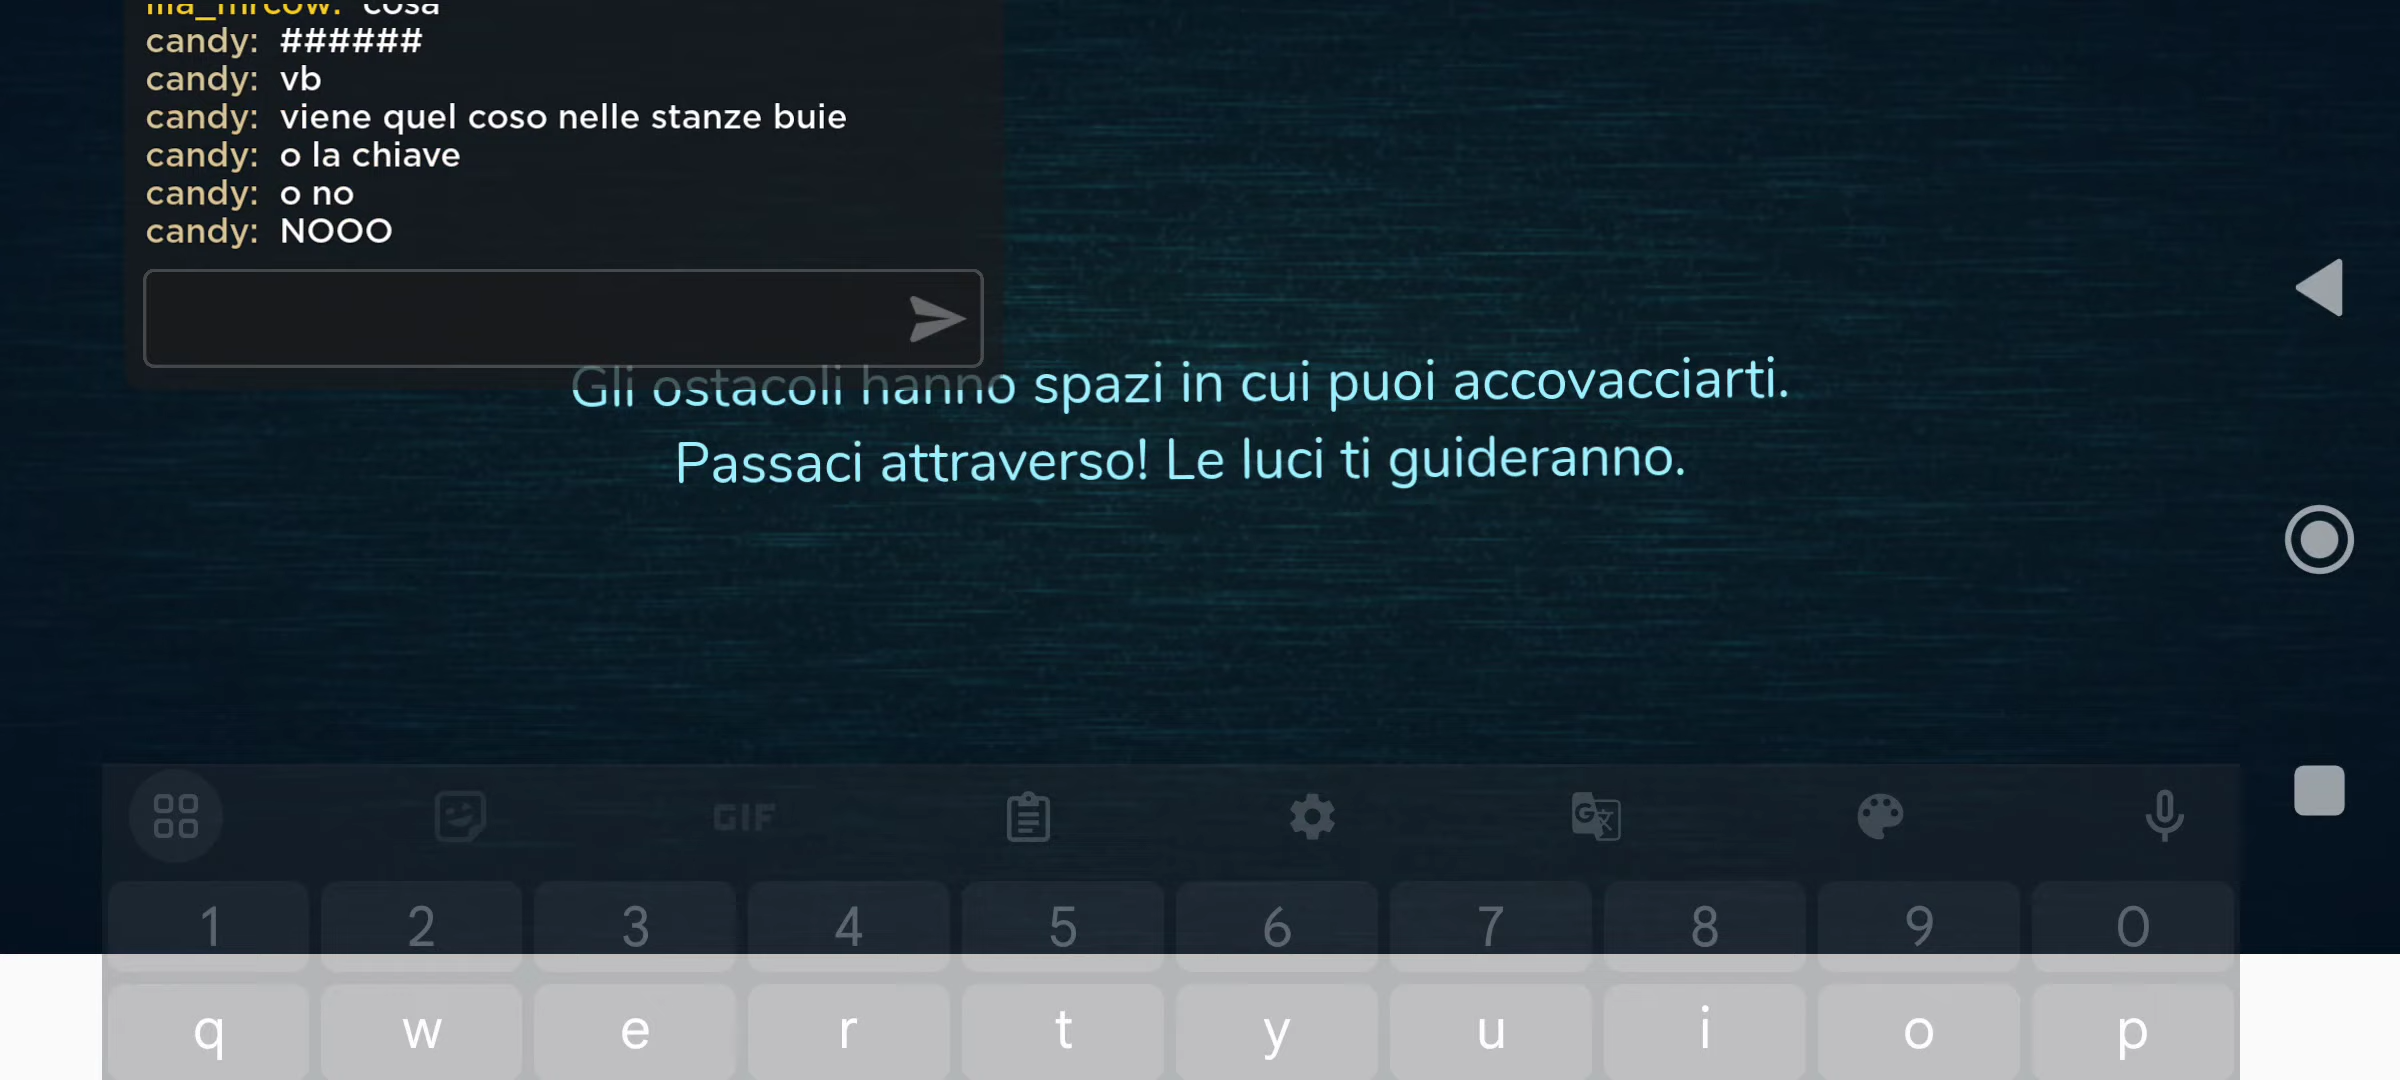 ma_mrcow: cosa
candy: ######
candy: vb
candy: viene quel coso nelle stanze buie
candy: o la chiave
candy: o no
candy: NOOO
Gli ostacoli hanno spazi in cui puoi accovacciarti.
Passaci attraverso! Le luci ti guideranno.
GIF
1 2 3 4 5 6 7 8 9 0
q w e r t y u i o p